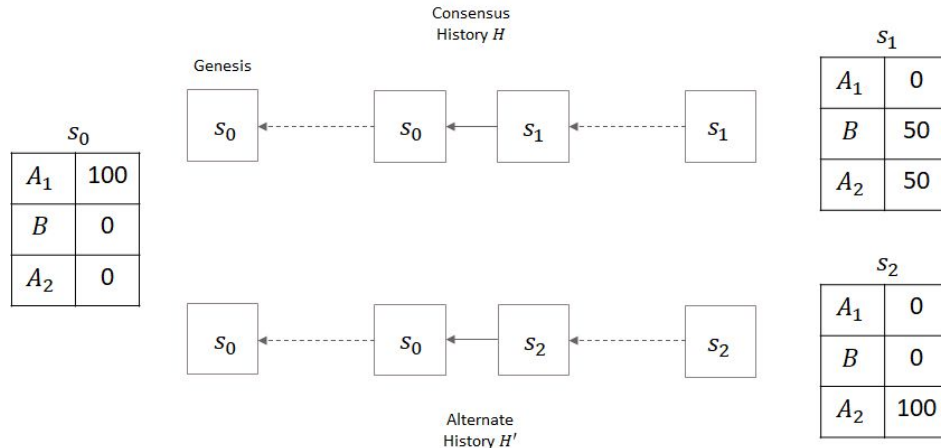 Consensus
History H
Genesis
s₀ s₀ s₁ s₁
s₀
A₁ 100
B 0
A₂ 0
s₁
A₁ 0
B 50
A₂ 50
s₀ s₀ s₂ s₂
s₂
A₁ 0
B 0
A₂ 100
Alternate
History H′